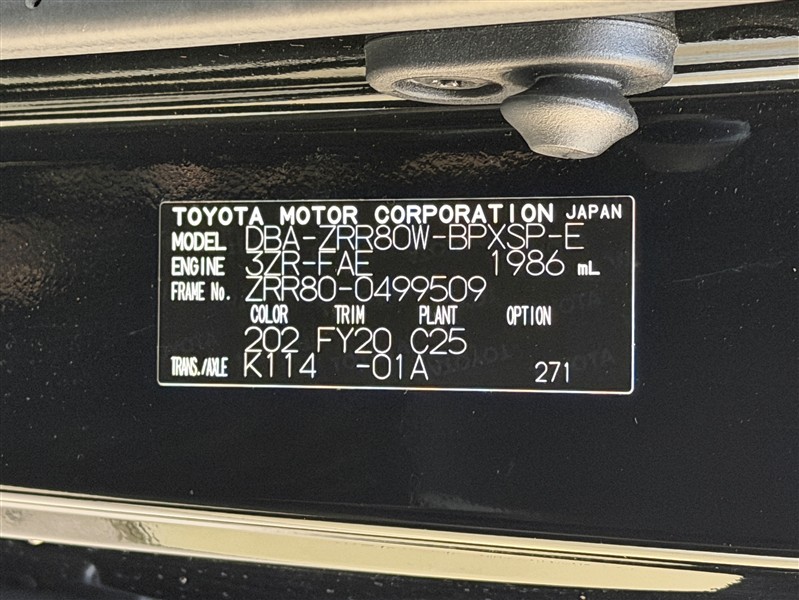 TOYOTA MOTOR CORPORATION JAPAN
MODEL DBA-ZRR80W-BPXSP-E
ENGINE 3ZR-FAE 1986 mL
FRAME No. ZRR80-0499509
COLOR TRIM PLANT OPTION
202 FY20 C25
TRANS./AXLE K114 -01A 271